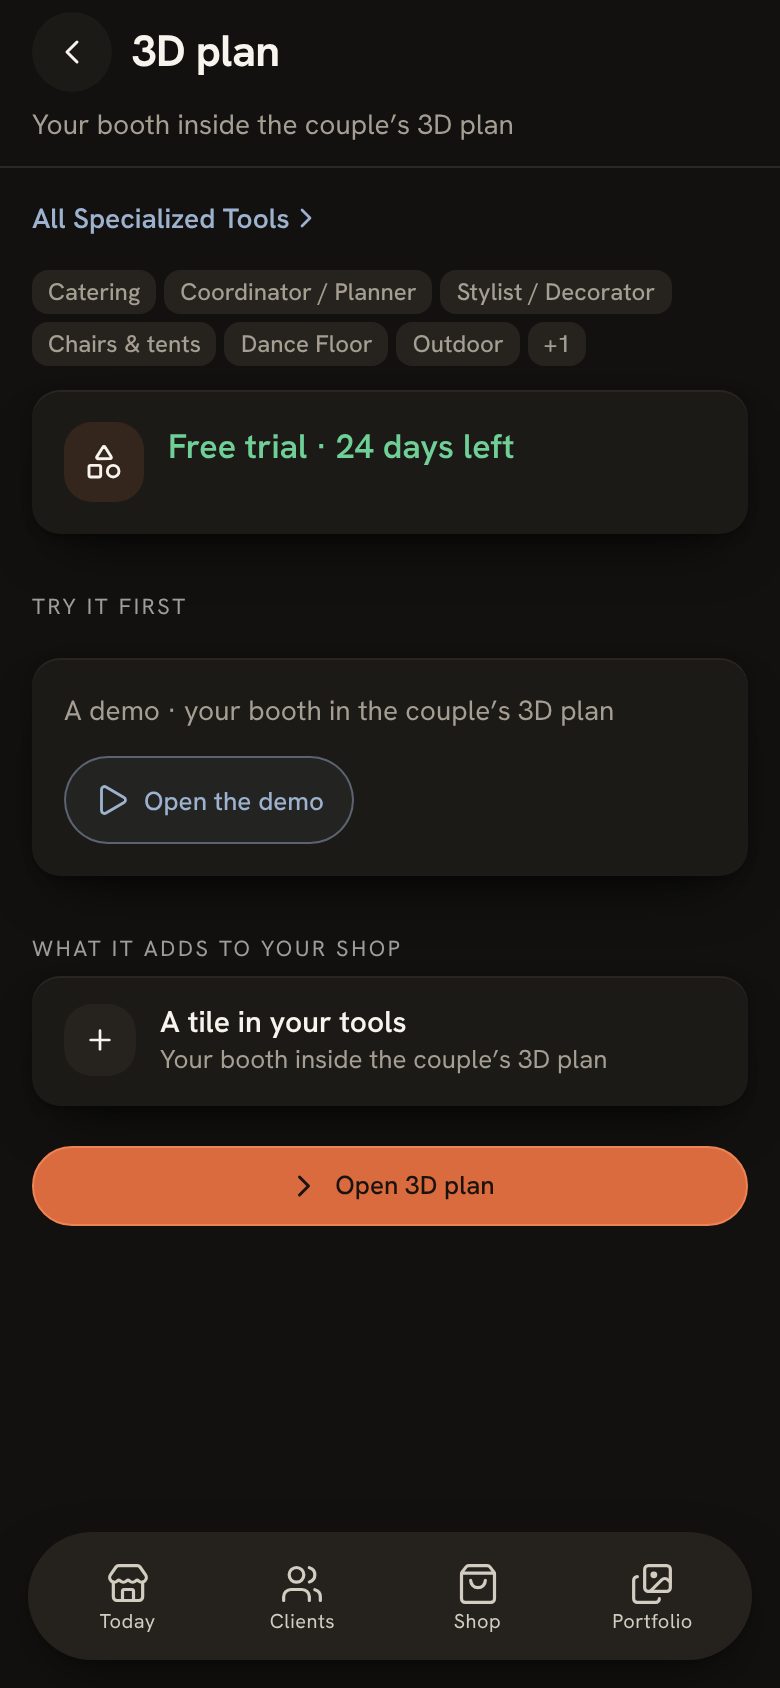 3D plan
Your booth inside the couple’s 3D plan
All Specialized Tools
Catering
Coordinator / Planner
Stylist / Decorator
Chairs & tents
Dance Floor
Outdoor
+1
Free trial · 24 days left
TRY IT FIRST
A demo · your booth in the couple’s 3D plan
Open the demo
WHAT IT ADDS TO YOUR SHOP
A tile in your tools
Your booth inside the couple’s 3D plan
Open 3D plan
Today
Clients
Shop
Portfolio